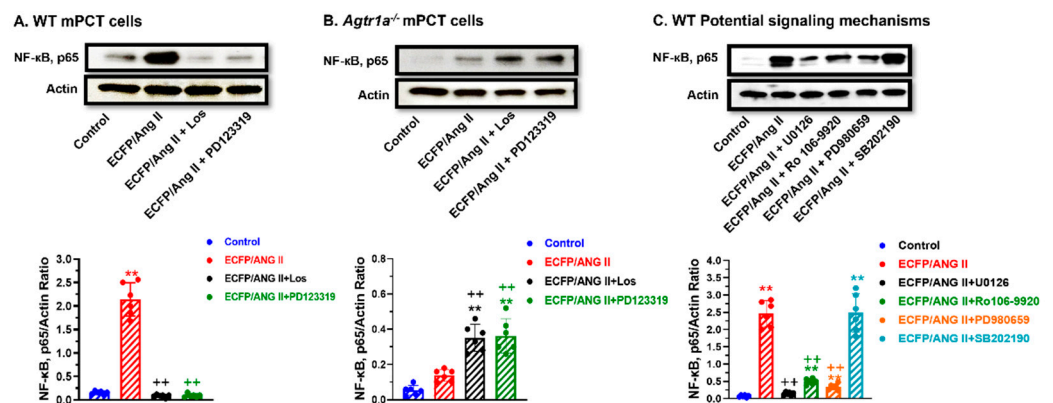 A. WT mPCT cells
NF-κB, p65
Actin
Control
ECFP/Ang II
ECFP/Ang II + Los
ECFP/Ang II + PD123319
NF-κB, p65/Actin Ratio
3.0
2.5
2.0
1.5
1.0
0.5
0.0
**
++
++
Control
ECFP/ANG II
ECFP/ANG II+Los
ECFP/ANG II+PD123319
B. Agtr1a-/- mPCT cells
NF-κB, p65
Actin
Control
ECFP/Ang II
ECFP/Ang II + Los
ECFP/Ang II + PD123319
NF-κB, p65/Actin Ratio
0.8
0.6
0.4
0.2
0.0
++
**
++
**
Control
ECFP/ANG II
ECFP/ANG II+Los
ECFP/ANG II+PD123319
C. WT Potential signaling mechanisms
NF-κB, p65
Actin
Control
ECFP/Ang II
ECFP/Ang II + U0126
ECFP/Ang II + Ro 106-9920
ECFP/Ang II + PD980659
ECFP/Ang II + SB202190
NF-κB, p65/Actin Ratio
4.0
3.5
3.0
2.5
2.0
1.5
1.0
0.5
0.0
**
++
++
**
++
**
**
Control
ECFP/ANG II
ECFP/ANG II+U0126
ECFP/ANG II+Ro106-9920
ECFP/ANG II+PD980659
ECFP/ANG II+SB202190